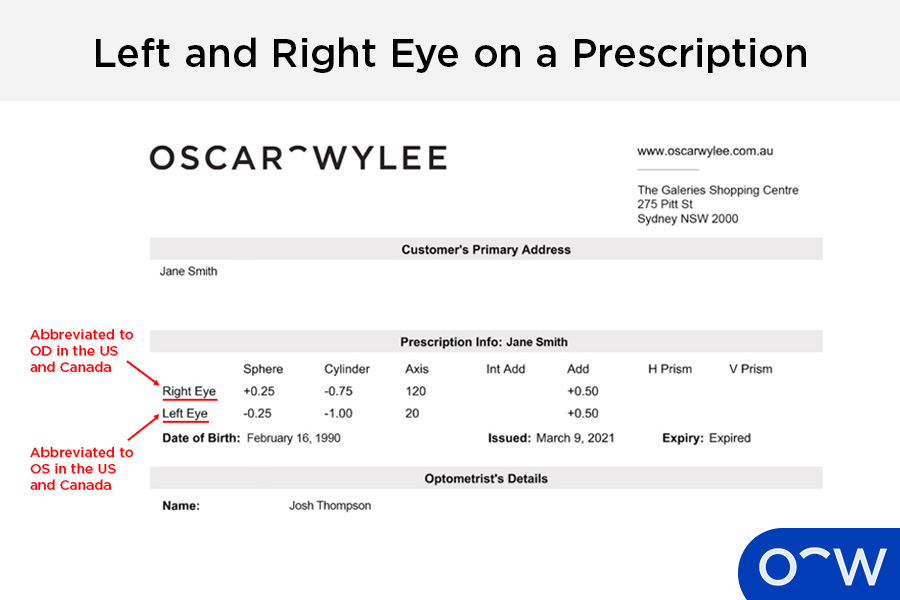 Left and Right Eye on a Prescription
OSCAR WYLEE
www.oscarwylee.com.au
The Galeries Shopping Centre
275 Pitt St
Sydney NSW 2000
Customer's Primary Address
Jane Smith
Abbreviated to
OD in the US
and Canada
Prescription Info: Jane Smith
Sphere Cylinder Axis Int Add Add H Prism V Prism
Right Eye +0.25 -0.75 120 +0.50
Left Eye -0.25 -1.00 20 +0.50
Date of Birth: February 16, 1990 Issued: March 9, 2021 Expiry: Expired
Abbreviated to
OS in the US
and Canada
Optometrist's Details
Name: Josh Thompson
O W